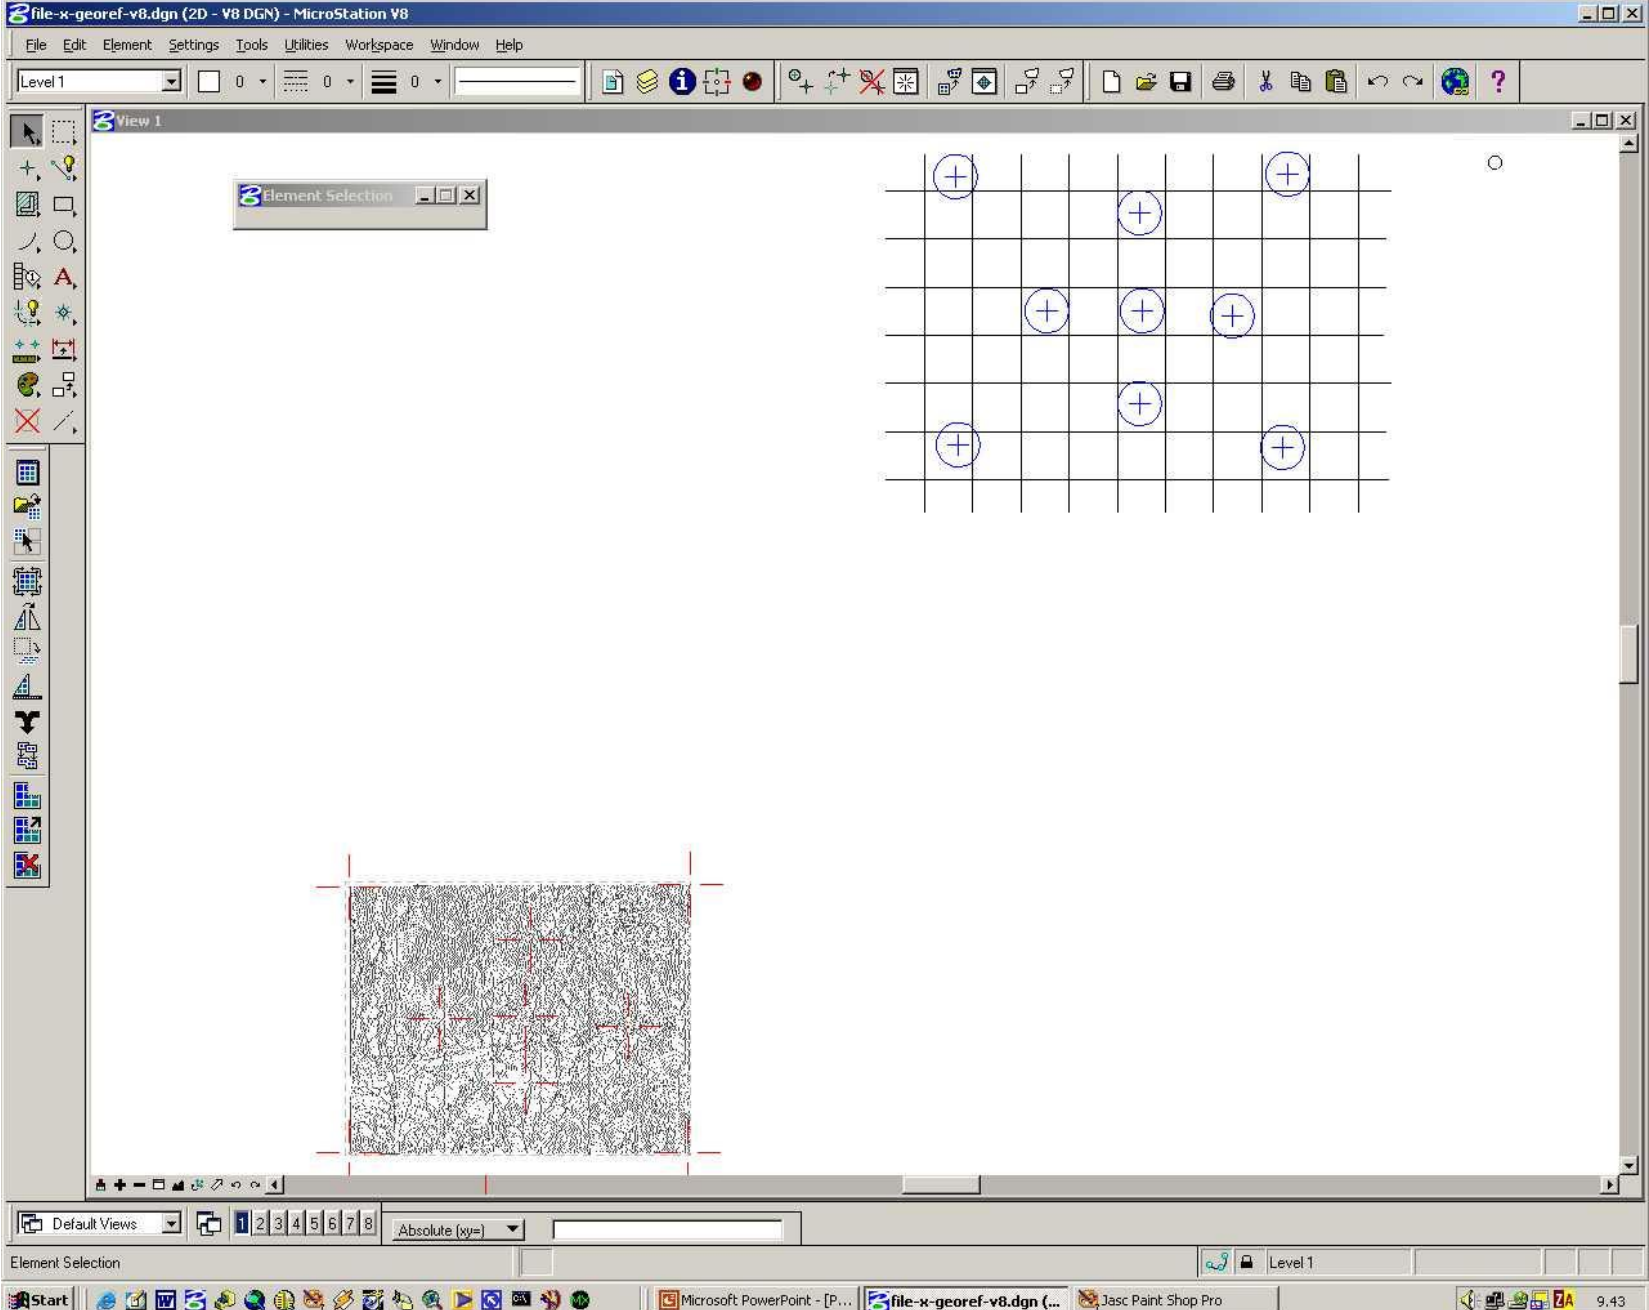 file-x-georef-v8.dgn (2D - V8 DGN) - MicroStation V8
File Edit Element Settings Tools Utilities Workspace Window Help
Level 1 0 0 0
View 1
Element Selection
Default Views 1 2 3 4 5 6 7 8 Absolute (xy=)
Element Selection Level 1
Start Microsoft PowerPoint - [P... file-x-georef-v8.dgn (... Jasc Paint Shop Pro 9.43